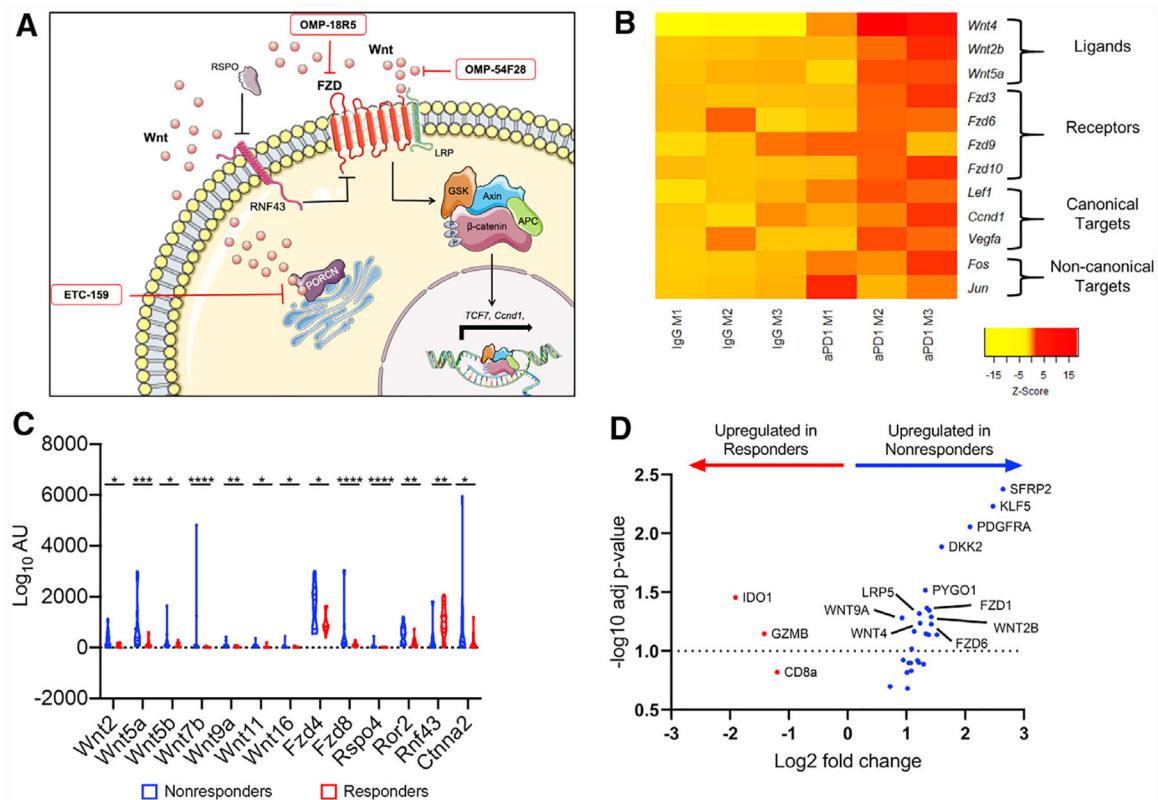 A
OMP-18R5
Wnt
RSPO
FZD
OMP-54F28
Wnt
LRP
RNF43
GSK
Axin
APC
β-catenin
P
P
P
PORCN
ETC-159
TCF7, Ccnd1,
B
Wnt4
Wnt2b
Wnt5a
Ligands
Fzd3
Fzd6
Fzd9
Fzd10
Receptors
Lef1
Ccnd1
Vegfa
Canonical
Targets
Fos
Jun
Non-canonical
Targets
IgG M1
IgG M2
IgG M3
aPD1 M1
aPD1 M2
aPD1 M3
-15 -5 0 5 15
Z-Score
C
Log10 AU
8000
6000
4000
2000
0
-2000
* *** * **** ** * * * **** **** ** ** *
Wnt2
Wnt5a
Wnt5b
Wnt7b
Wnt9a
Wnt11
Wnt16
Fzd4
Fzd8
Rspo4
Ror2
Rnf43
Ctnna2
Nonresponders Responders
D
Upregulated in
Responders
Upregulated in
Nonresponders
-log10 adj p-value
2.5
2.0
1.5
1.0
0.5
SFRP2
KLF5
PDGFRA
DKK2
PYGO1
LRP5
FZD1
WNT9A
WNT2B
WNT4
FZD6
IDO1
GZMB
CD8a
-3 -2 -1 0 1 2 3
Log2 fold change